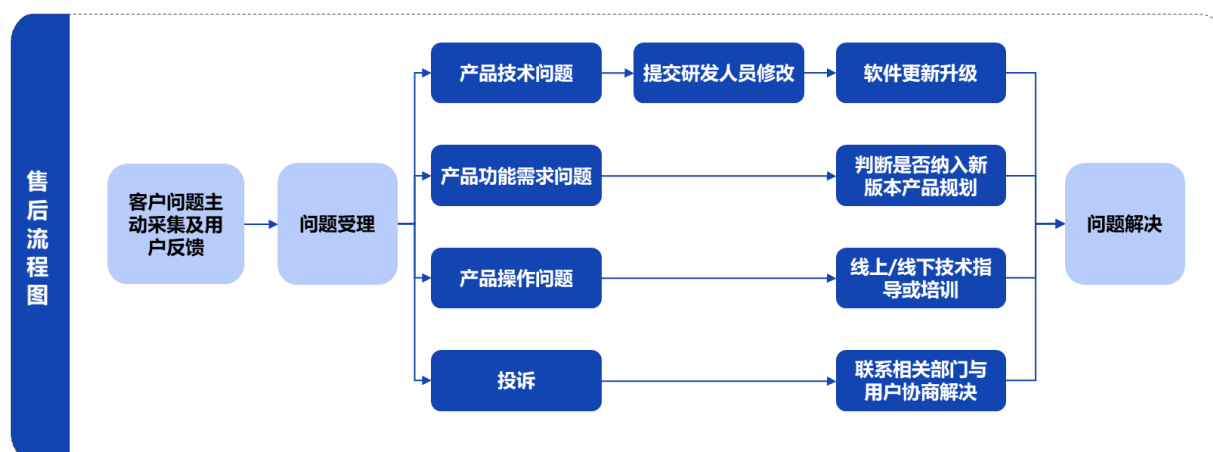 售后流程图
客户问题主
动采集及用
户反馈
问题受理
产品技术问题
提交研发人员修改
软件更新升级
产品功能需求问题
判断是否纳入新
版本产品规划
产品操作问题
线上/线下技术指
导或培训
投诉
联系相关部门与
用户协商解决
问题解决